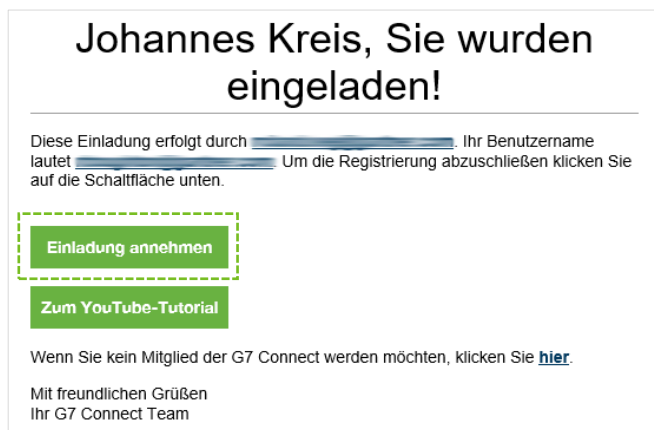 Johannes Kreis, Sie wurden
eingeladen!
Diese Einladung erfolgt durch . Ihr Benutzername
lautet . Um die Registrierung abzuschließen klicken Sie
auf die Schaltfläche unten.
Einladung annehmen
Zum YouTube-Tutorial
Wenn Sie kein Mitglied der G7 Connect werden möchten, klicken Sie hier.
Mit freundlichen Grüßen
Ihr G7 Connect Team